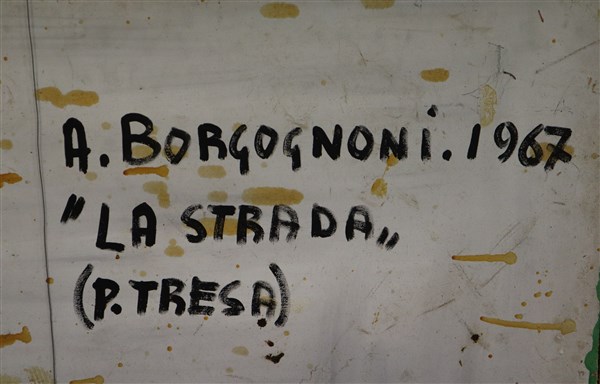 A. BORGOGNONi. 1967
"LA STRADA„
(P. TRESA)